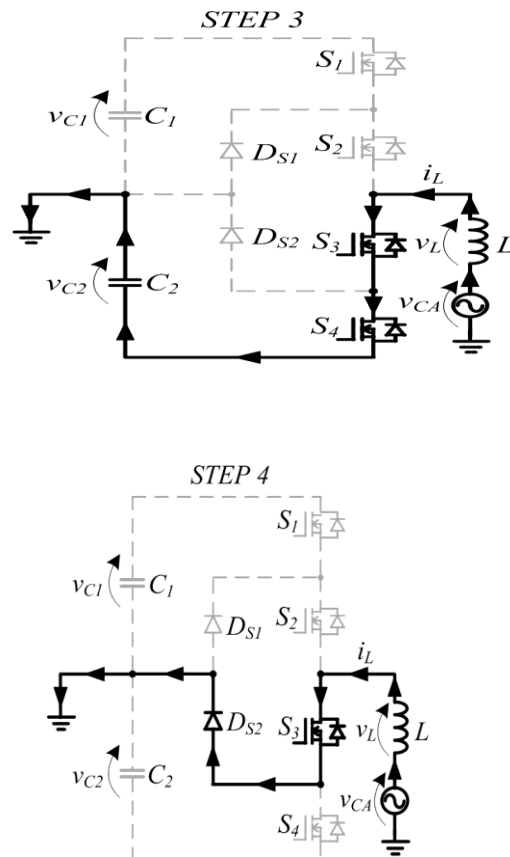 STEP 3
S1
vC1 C1
S2
DS1
iL
DS2 S3 vL L
vC2 C2
vCA
S4
STEP 4
S1
vC1 C1
DS1 S2
iL
DS2 S3 vL L
vC2 C2
vCA
S4